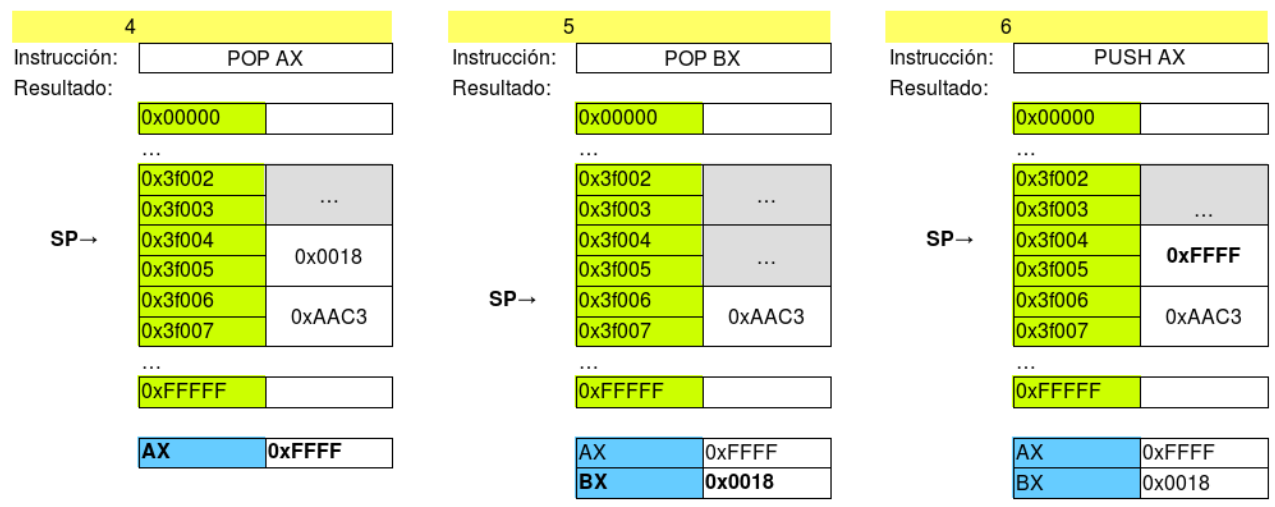 4
Instrucción: POP AX
Resultado:
0x00000
...
0x3f002
...
0x3f003
SP→ 0x3f004
0x0018
0x3f005
0x3f006
0xAAC3
0x3f007
...
0xFFFFF
AX 0xFFFF
5
Instrucción: POP BX
Resultado:
0x00000
...
0x3f002
...
0x3f003
0x3f004
...
0x3f005
SP→ 0x3f006
0xAAC3
0x3f007
...
0xFFFFF
AX 0xFFFF
BX 0x0018
6
Instrucción: PUSH AX
Resultado:
0x00000
...
0x3f002
0x3f003 ...
SP→ 0x3f004
0xFFFF
0x3f005
0x3f006
0xAAC3
0x3f007
...
0xFFFFF
AX 0xFFFF
BX 0x0018